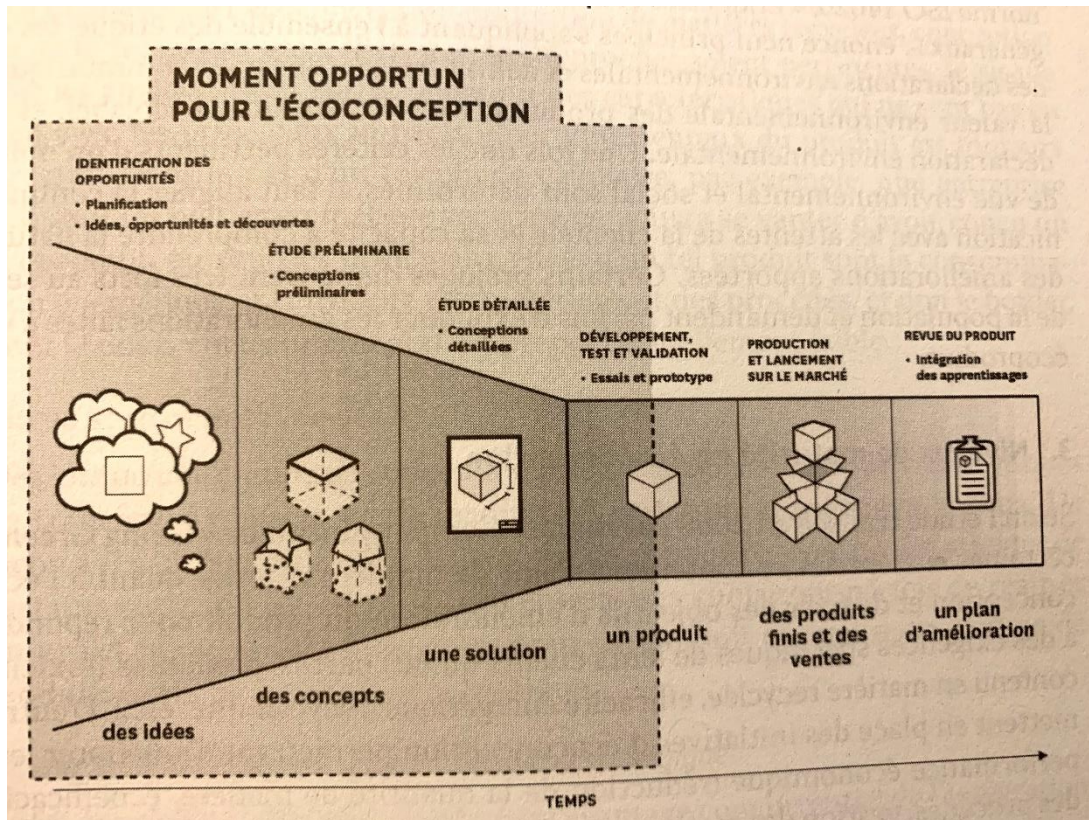 MOMENT OPPORTUN
POUR L'ÉCOCONCEPTION
IDENTIFICATION DES
OPPORTUNITÉS
• Planification
• Idées, opportunités et découvertes
ÉTUDE PRÉLIMINAIRE
• Conceptions
préliminaires
ÉTUDE DÉTAILLÉE
• Conceptions
détaillées
DÉVELOPPEMENT,
TEST ET VALIDATION
• Essais et prototype
PRODUCTION
ET LANCEMENT
SUR LE MARCHÉ
REVUE DU PRODUIT
• Intégration
des apprentissages
des idées
des concepts
une solution
un produit
des produits
finis et des
ventes
un plan
d'amélioration
TEMPS